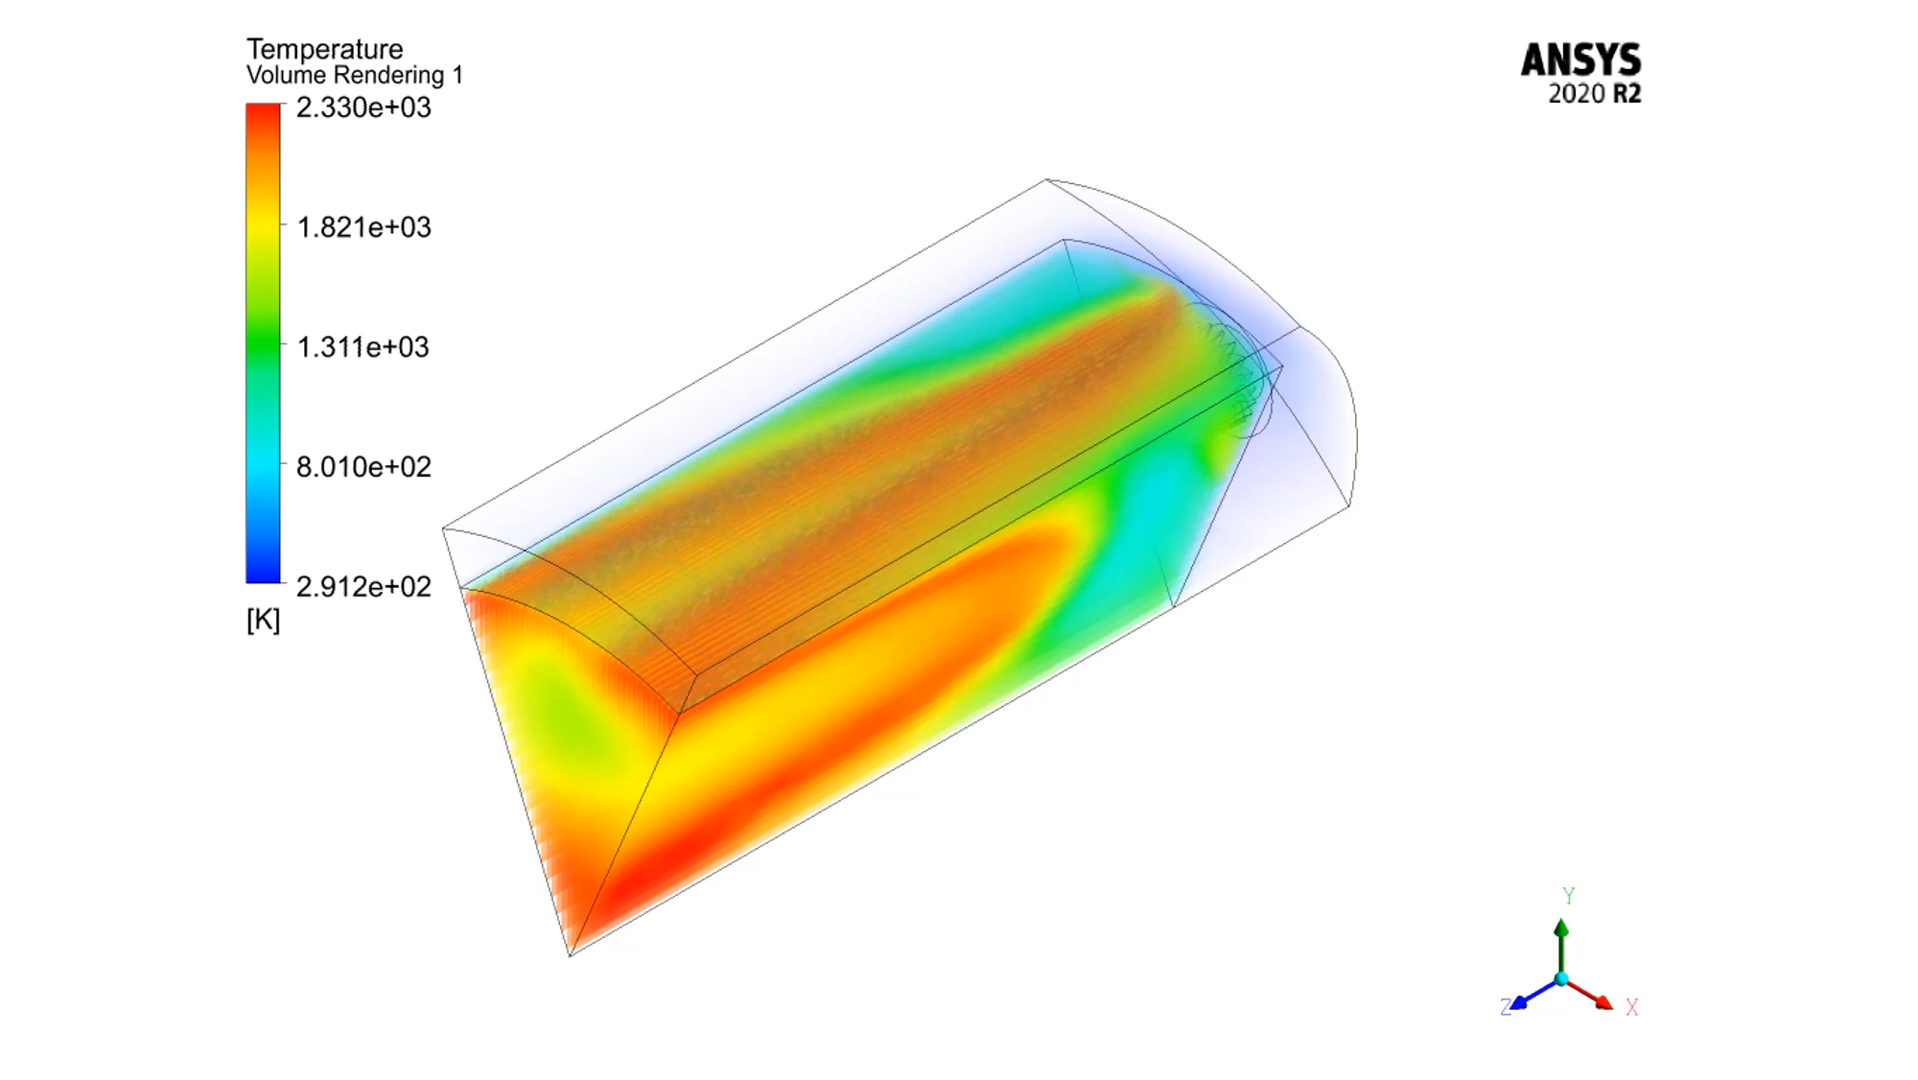 Temperature
Volume Rendering 1
2.330e+03
1.821e+03
1.311e+03
8.010e+02
2.912e+02
[K]
ANSYS
2020 R2
Y
Z
X